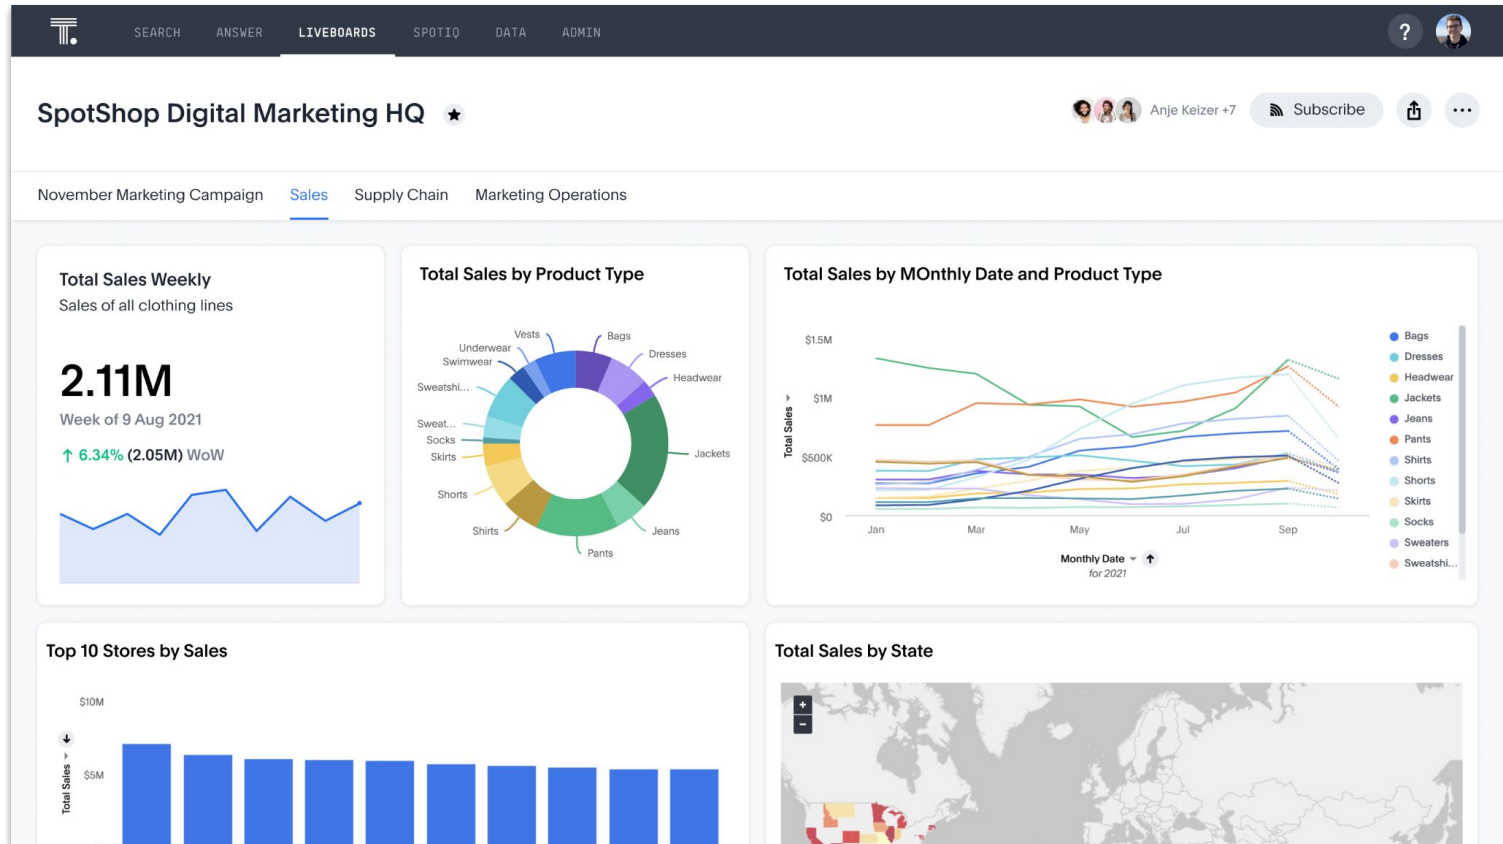 T.
SEARCH ANSWER LIVEBOARDS SPOTIQ DATA ADMIN ?
SpotShop Digital Marketing HQ
Anje Keizer +7
Subscribe
November Marketing Campaign Sales Supply Chain Marketing Operations
Total Sales Weekly
Sales of all clothing lines
2.11M
Week of 9 Aug 2021
↑ 6.34% (2.05M) WoW
Total Sales by Product Type
Vests
Bags
Underwear
Dresses
Swimwear
Headwear
Sweatshi...
Sweat...
Socks
Jackets
Skirts
Shorts
Shirts
Jeans
Pants
Total Sales by MOnthly Date and Product Type
$1.5M
$1M
$500K
$0
Total Sales
Jan Mar May Jul Sep
Monthly Date
for 2021
Bags
Dresses
Headwear
Jackets
Jeans
Pants
Shirts
Shorts
Skirts
Socks
Sweaters
Sweatshi...
Top 10 Stores by Sales
$10M
$5M
Total Sales
Total Sales by State
+
-